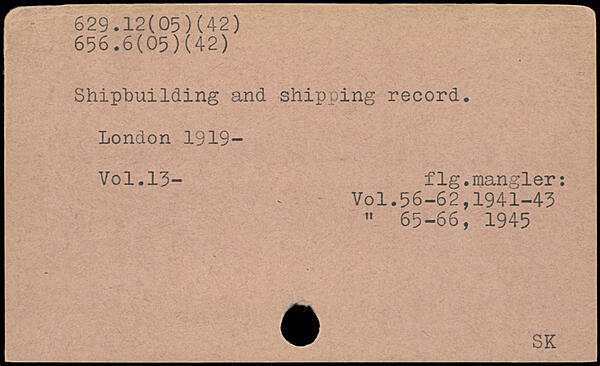 629.12(05)(42)
656.6(05)(42)
Shipbuilding and shipping record.
London 1919-
Vol.13-
flg.mangler:
Vol.56-62,1941-43
" 65-66, 1945
SK